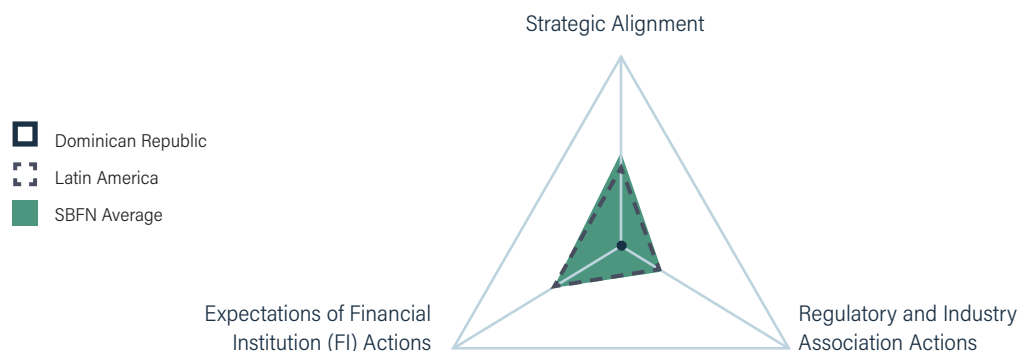 Strategic Alignment
Dominican Republic
Latin America
SBFN Average
Expectations of Financial
Institution (FI) Actions
Regulatory and Industry
Association Actions